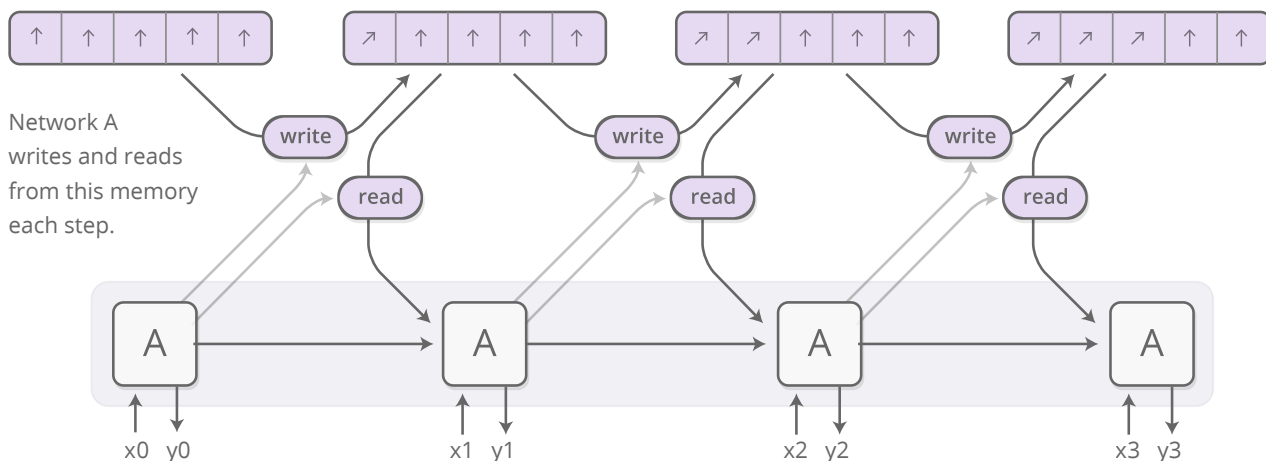 write
write
write
Network A
writes and reads
from this memory
each step.
read
read
read
A
A
A
A
x0 y0
x1 y1
x2 y2
x3 y3